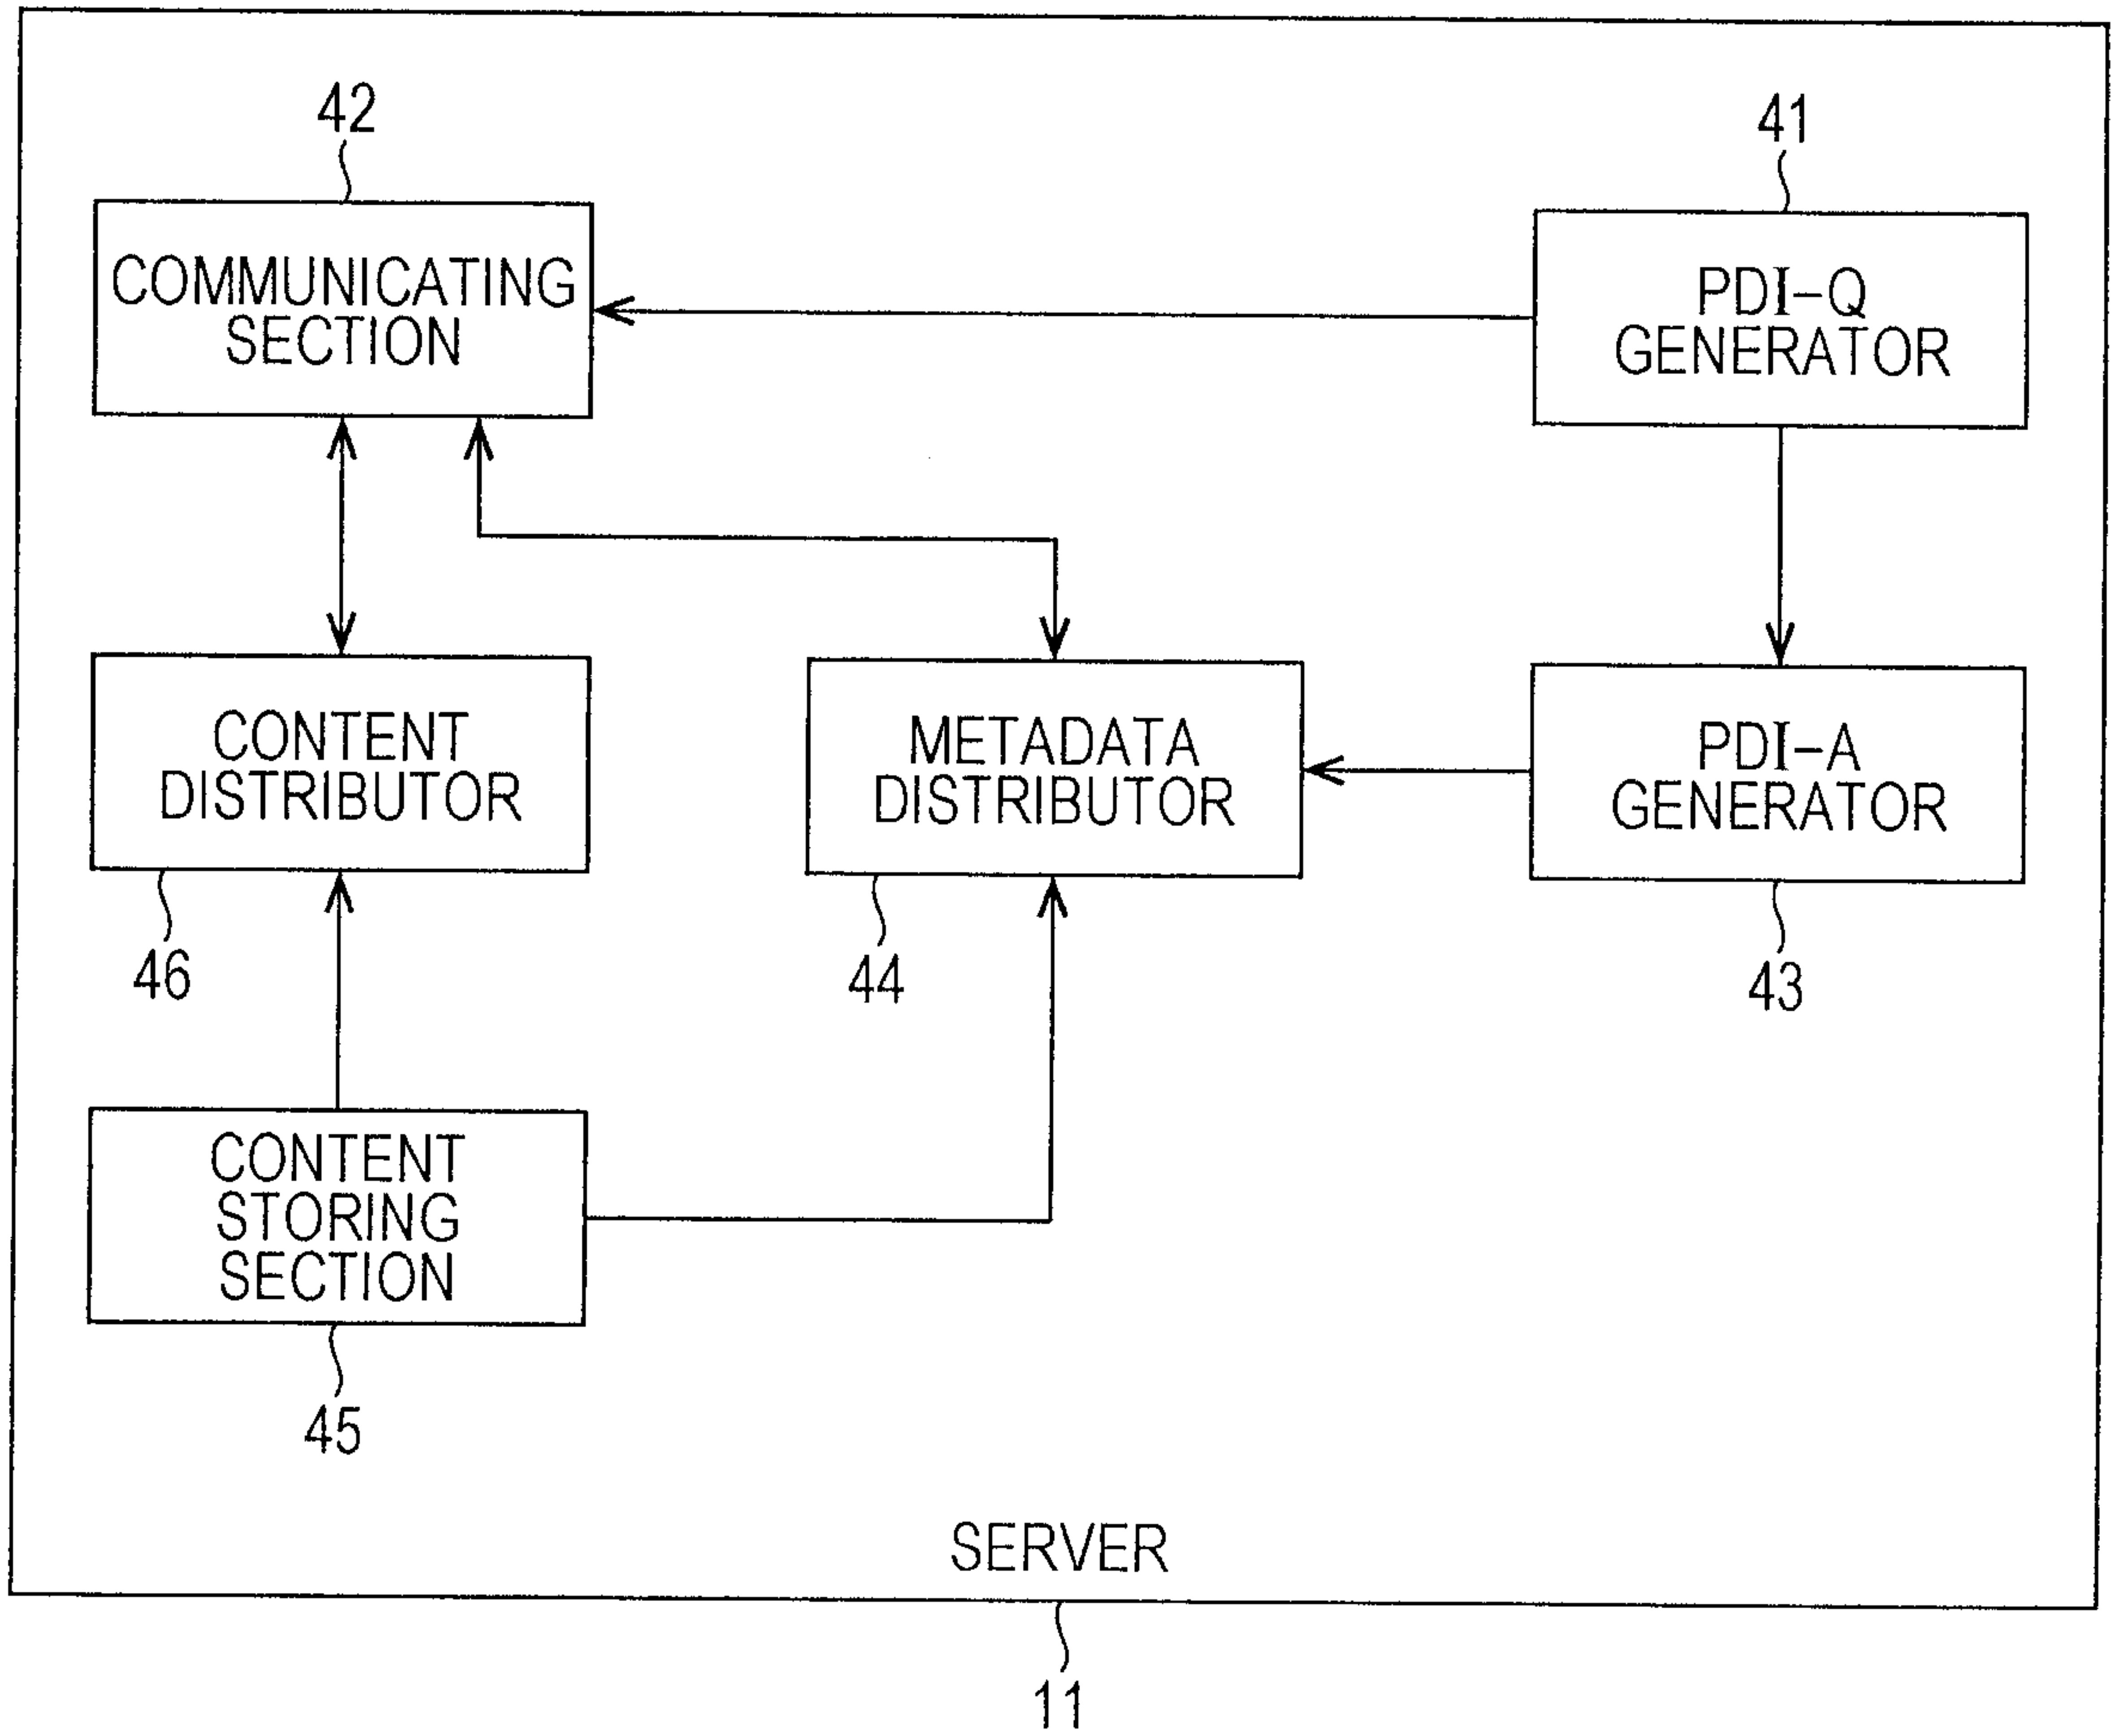 42
41
COMMUNICATING
SECTION
PDI-Q
GENERATOR
CONTENT
DISTRIBUTOR
METADATA
DISTRIBUTOR
PDI-A
GENERATOR
46
44
43
CONTENT
STORING
SECTION
45
SERVER
11